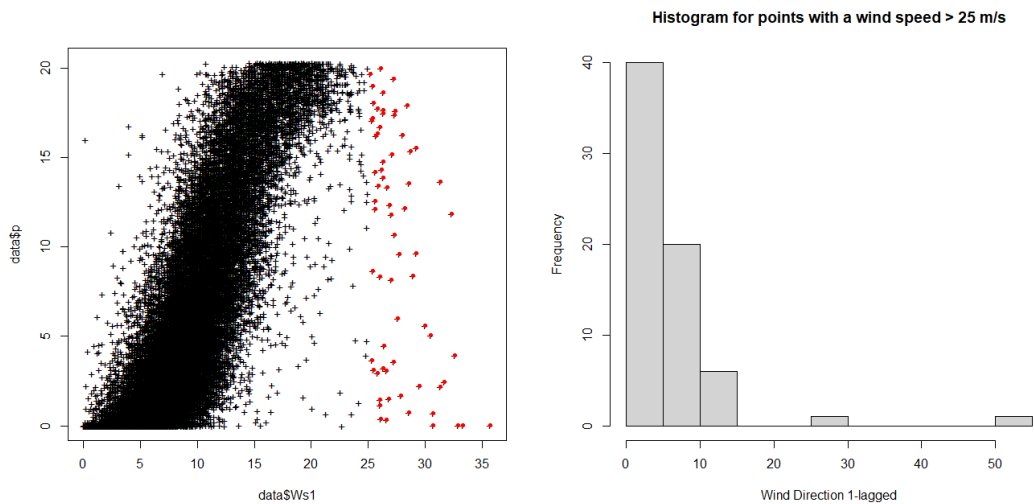 Histogram for points with a wind speed > 25 m/s
data$p
20
15
10
5
0
0 5 10 15 20 25 30 35
data$Ws1
Frequency
40
30
20
10
0
0 10 20 30 40 50
Wind Direction 1-lagged